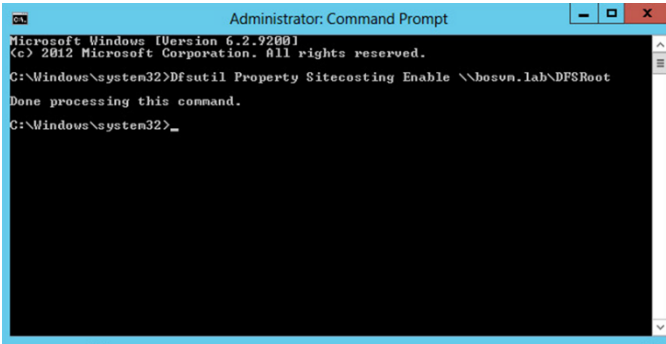 Administrator: Command Prompt
Microsoft Windows [Version 6.2.9200]
(c) 2012 Microsoft Corporation. All rights reserved.
C:\Windows\system32>Dfsutil Property Sitecosting Enable \\bosvm.lab\DFSRoot
Done processing this command.
C:\Windows\system32>_